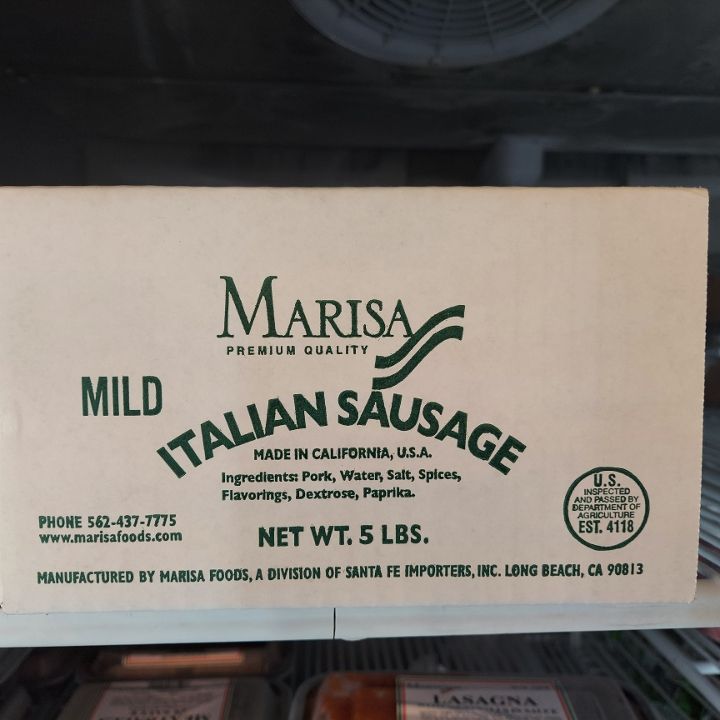 MARISA
PREMIUM QUALITY
MILD
ITALIAN SAUSAGE
MADE IN CALIFORNIA, U.S.A.
Ingredients: Pork, Water, Salt, Spices,
Flavorings, Dextrose, Paprika.
U.S.
INSPECTED
AND PASSED BY
DEPARTMENT OF
AGRICULTURE
EST. 4118
PHONE 562-437-7775
www.marisafoods.com
NET WT. 5 LBS.
MANUFACTURED BY MARISA FOODS, A DIVISION OF SANTA FE IMPORTERS, INC. LONG BEACH, CA 90813
LASAGNA